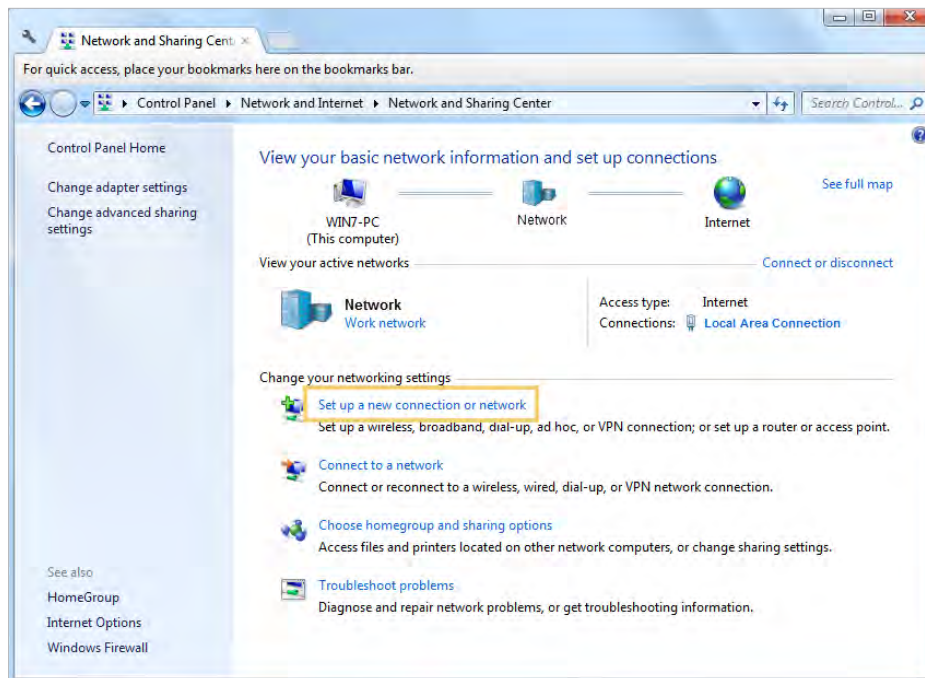 Network and Sharing Cent
For quick access, place your bookmarks here on the bookmarks bar.
Control Panel Network and Internet Network and Sharing Center
Search Control...
Control Panel Home
Change adapter settings
Change advanced sharing
settings
See also
HomeGroup
Internet Options
Windows Firewall
View your basic network information and set up connections
See full map
WIN7-PC
(This computer)
Network
Internet
View your active networks
Connect or disconnect
Network
Work network
Access type: Internet
Connections: Local Area Connection
Change your networking settings
Set up a new connection or network
Set up a wireless, broadband, dial-up, ad hoc, or VPN connection; or set up a router or access point.
Connect to a network
Connect or reconnect to a wireless, wired, dial-up, or VPN network connection.
Choose homegroup and sharing options
Access files and printers located on other network computers, or change sharing settings.
Troubleshoot problems
Diagnose and repair network problems, or get troubleshooting information.